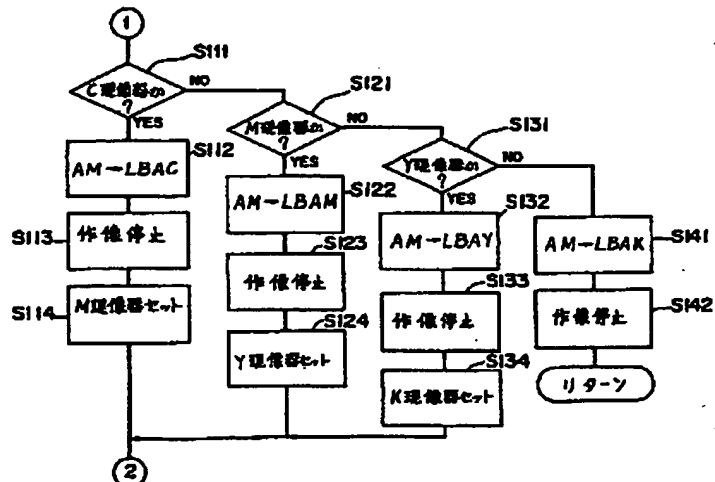 1
S111
C現像器か
?
NO
YES
S112
AM→LBAC
S113
作像停止
S114
M現像器セット
S121
M現像器か
?
NO
YES
S122
AM→LBAM
S123
作像停止
S124
Y現像器セット
S131
Y現像器か
?
NO
YES
S132
AM→LBAY
S133
作像停止
S134
K現像器セット
S141
AM→LBAK
S142
作像停止
リターン
2